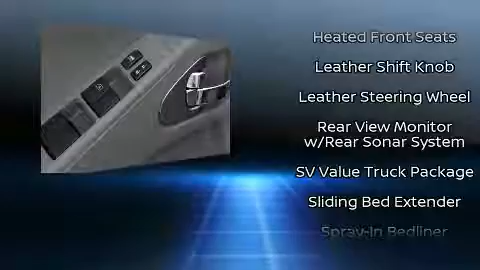 Heated Front Seats
Leather Shift Knob
Leather Steering Wheel
Rear View Monitor
w/Rear Sonar System
SV Value Truck Package
Sliding Bed Extender
Spray-In Bedliner